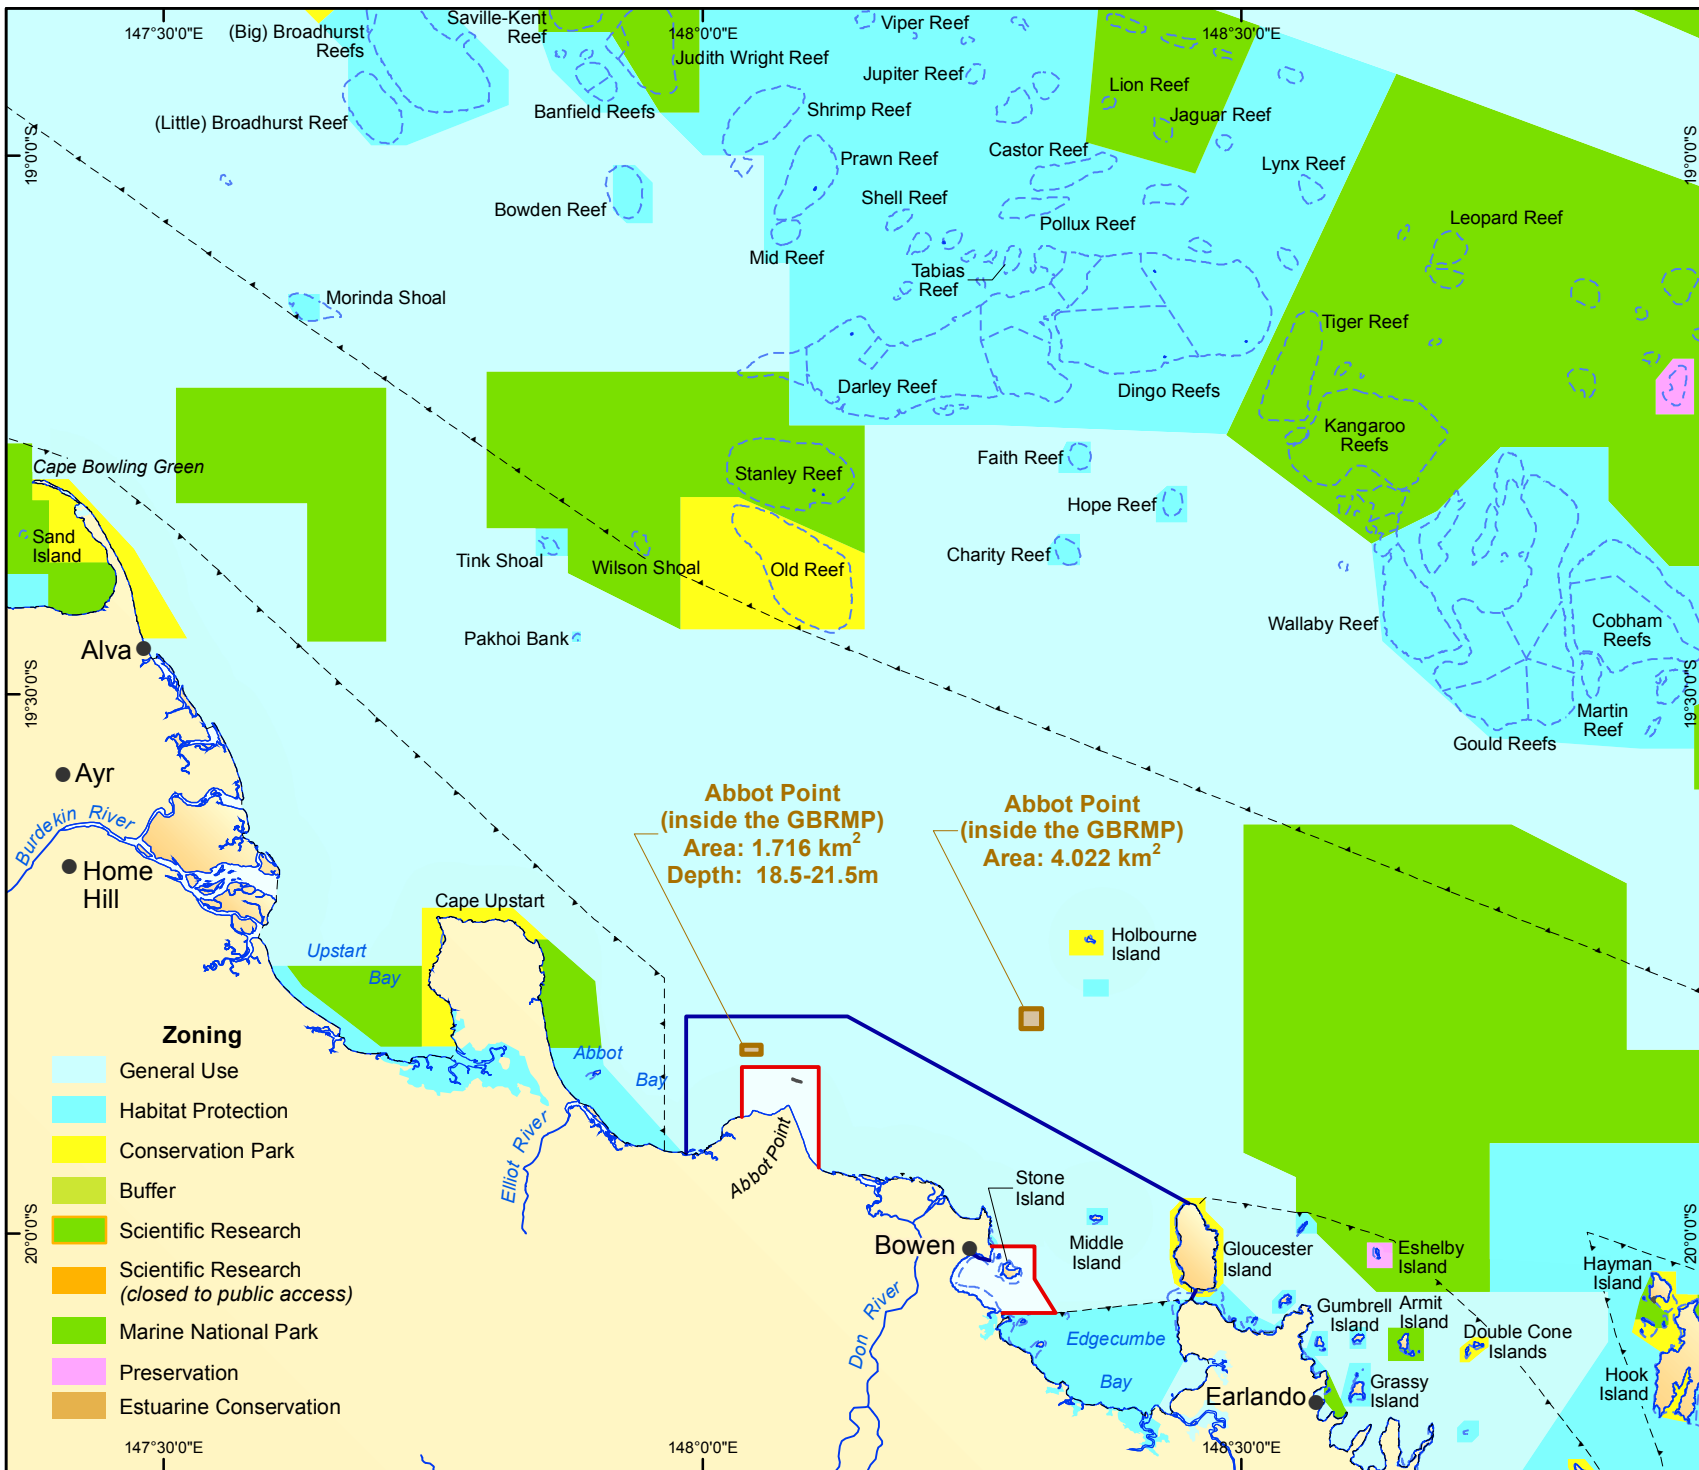 147°30'0"E
(Big) Broadhurst
Reefs
Saville-Kent
Reef
148°0'0"E
Judith Wright Reef
Viper Reef
148°30'0"E
Jupiter Reef
Lion Reef
Jaguar Reef
(Little) Broadhurst Reef
Banfield Reefs
Shrimp Reef
19°0'0"S
19°0'0"S
Prawn Reef
Castor Reef
Lynx Reef
Bowden Reef
Shell Reef
Pollux Reef
Leopard Reef
Mid Reef
Tabias
Reef
Morinda Shoal
Tiger Reef
Darley Reef
Dingo Reefs
Kangaroo
Reefs
Cape Bowling Green
Stanley Reef
Faith Reef
Hope Reef
Sand
Island
Tink Shoal
Wilson Shoal
Old Reef
Charity Reef
Pakhoi Bank
Wallaby Reef
Cobham
Reefs
Alva
19°30'0"S
19°30'0"S
Martin
Reef
Gould Reefs
Ayr
Burdekin River
Home
Hill
Abbot Point
(inside the GBRMP)
Area: 1.716 km2
Depth: 18.5-21.5m
Abbot Point
(inside the GBRMP)
Area: 4.022 km2
Cape Upstart
Upstart
Bay
Holbourne
Island
Abbot
Bay
Elliot River
Abbot Point
Zoning
General Use
Habitat Protection
Conservation Park
Buffer
Scientific Research
Scientific Research
(closed to public access)
Marine National Park
Preservation
Estuarine Conservation
Stone
Island
Bowen
Middle
Island
Gloucester
Island
Eshelby
Island
Hayman
Island
20°0'0"S
20°0'0"S
Don River
Edgecumbe
Bay
Gumbrell
Island
Armit
Island
Double Cone
Islands
Grassy
Island
Hook
Island
Earlando
147°30'0"E
148°0'0"E
148°30'0"E